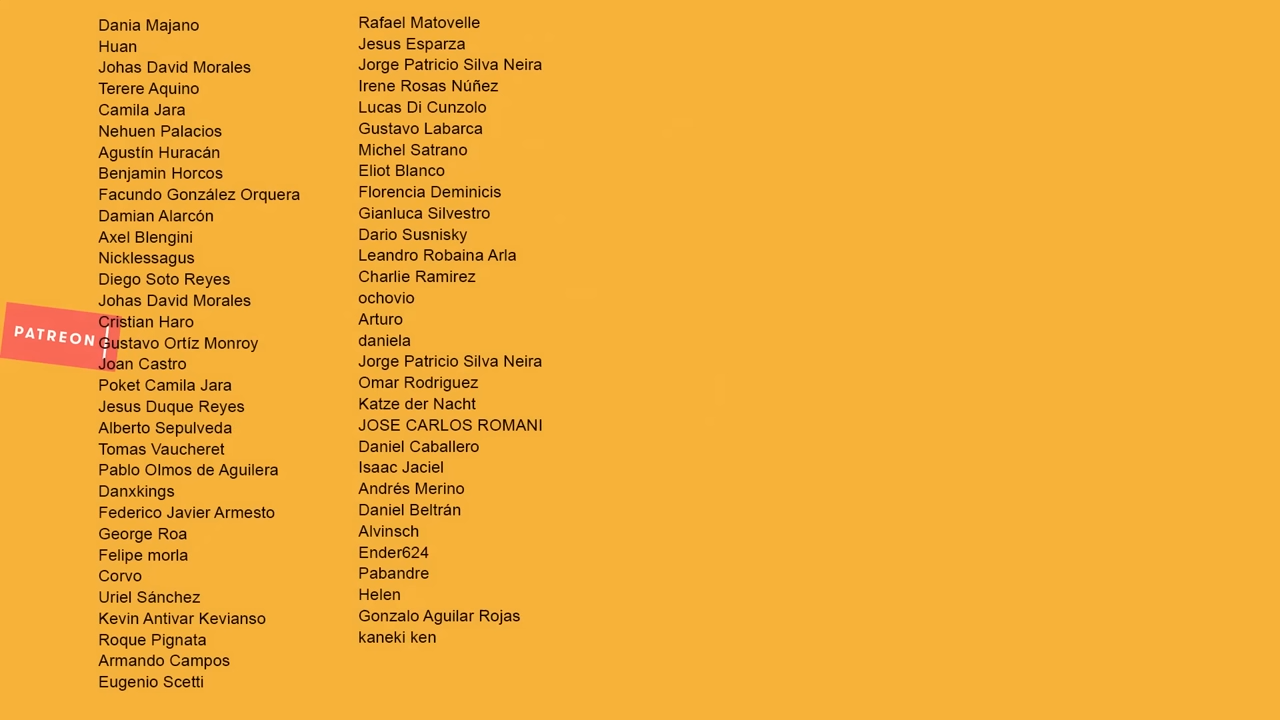 Dania Majano
Huan
Johas David Morales
Terere Aquino
Camila Jara
Nehuen Palacios
Agustín Huracán
Benjamin Horcos
Facundo González Orquera
Damian Alarcón
Axel Blengini
Nicklessagus
Diego Soto Reyes
Johas David Morales
Cristian Haro
Gustavo Ortíz Monroy
Joan Castro
Poket Camila Jara
Jesus Duque Reyes
Alberto Sepulveda
Tomas Vaucheret
Pablo Olmos de Aguilera
Danxkings
Federico Javier Armesto
George Roa
Felipe morla
Corvo
Uriel Sánchez
Kevin Antivar Kevianso
Roque Pignata
Armando Campos
Eugenio Scetti
PATREON
Rafael Matovelle
Jesus Esparza
Jorge Patricio Silva Neira
Irene Rosas Núñez
Lucas Di Cunzolo
Gustavo Labarca
Michel Satrano
Eliot Blanco
Florencia Deminicis
Gianluca Silvestro
Dario Susnisky
Leandro Robaina Arla
Charlie Ramirez
ochovio
Arturo
daniela
Jorge Patricio Silva Neira
Omar Rodriguez
Katze der Nacht
JOSE CARLOS ROMANI
Daniel Caballero
Isaac Jaciel
Andrés Merino
Daniel Beltrán
Alvinsch
Ender624
Pabandre
Helen
Gonzalo Aguilar Rojas
kaneki ken